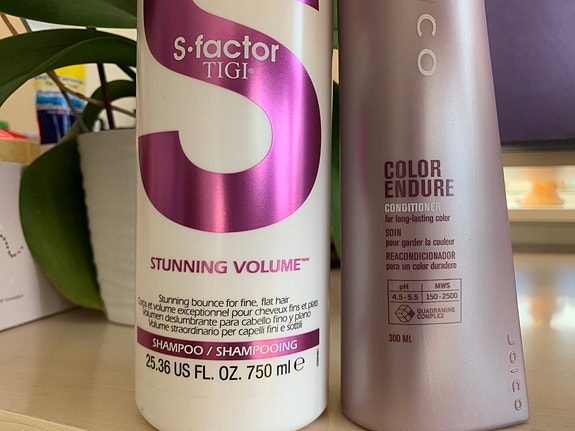 S·factor
TIGI®
STUNNING VOLUME™
Stunning bounce for fine, flat hair
Corps et volume exceptionnel pour cheveux fins et plats
Volumen deslumbrante para cabello fino y plano
Volume straordinario per capelli fini e sottili
SHAMPOO / SHAMPOOING
25.36 US FL. OZ. 750 ml ℮
ICO
COLOR
ENDURE
CONDITIONER
for long-lasting color
SOIN
pour garder la couleur
REACONDICIONADOR
para un color duradero
pH MWS
4.5-5.5 150-2500
QUADRAMINE
COMPLEX
300 ML
JOICO